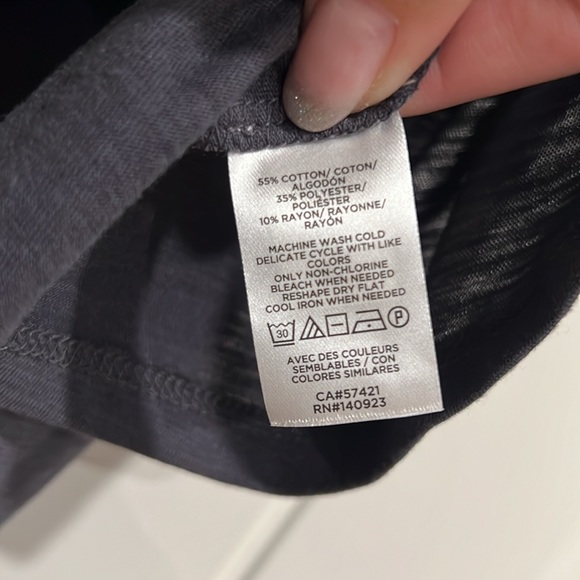 55% COTTON/ COTON/
ALGODÓN
35% POLYESTER/
POLIÉSTER
10% RAYON/ RAYONNE/
RAYÓN
MACHINE WASH COLD
DELICATE CYCLE WITH LIKE
COLORS
ONLY NON-CHLORINE
BLEACH WHEN NEEDED
RESHAPE DRY FLAT
COOL IRON WHEN NEEDED
30 P
AVEC DES COULEURS
SEMBLABLES / CON
COLORES SIMILARES
CA#57421
RN#140923